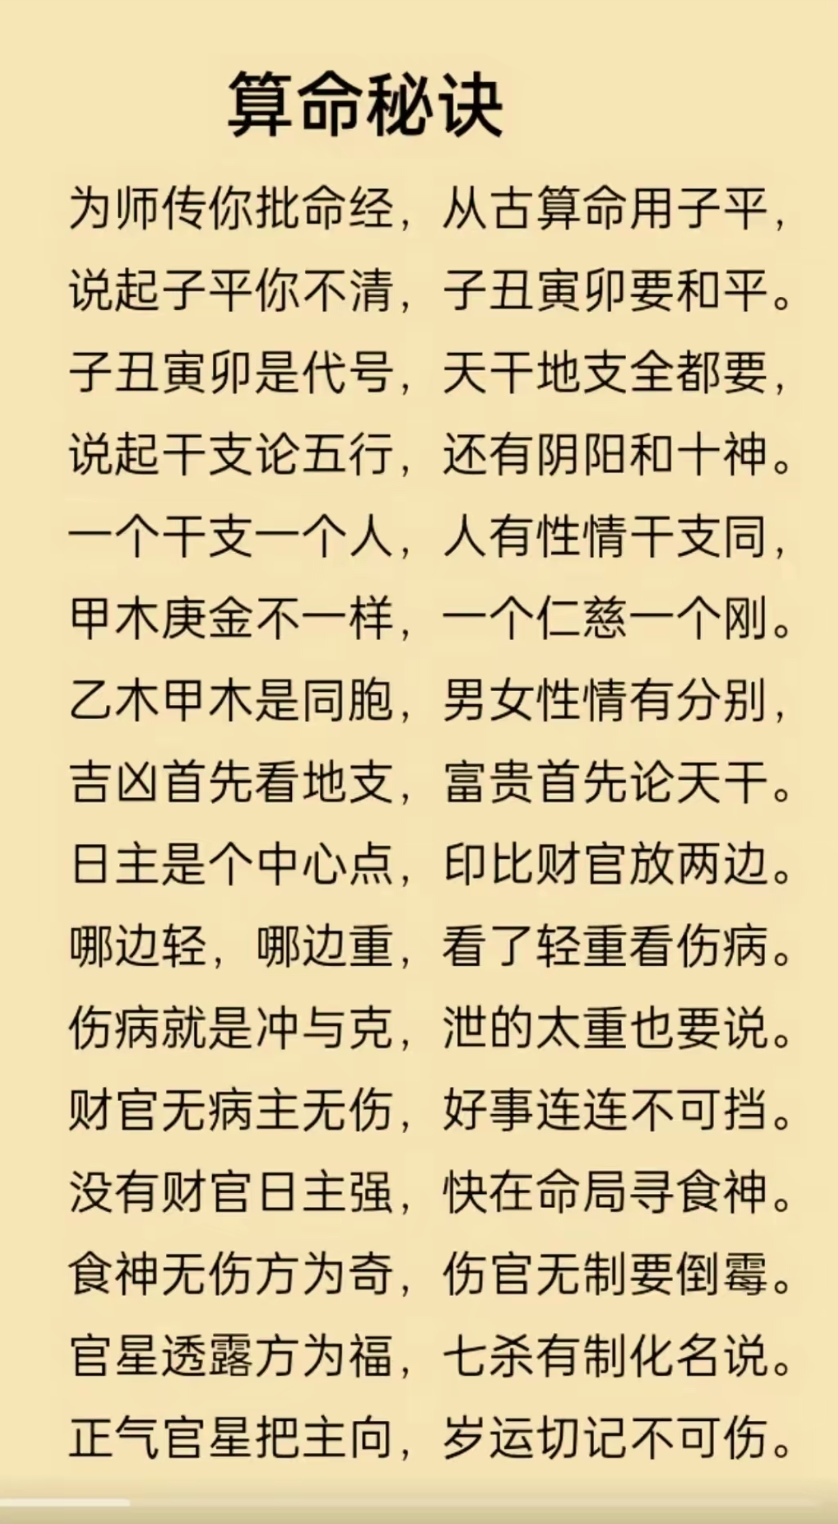 算命秘诀
为师传你批命经，从古算命用子平，
说起子平你不清，子丑寅卯要和平。
子丑寅卯是代号，天干地支全都要，
说起干支论五行，还有阴阳和十神。
一个干支一个人，人有性情干支同，
甲木庚金不一样，一个仁慈一个刚。
乙木甲木是同胞，男女性情有分别，
吉凶首先看地支，富贵首先论天干。
日主是个中心点，印比财官放两边。
哪边轻，哪边重，看了轻重看伤病。
伤病就是冲与克，泄的太重也要说。
财官无病主无伤，好事连连不可挡。
没有财官日主强，快在命局寻食神。
食神无伤方为奇，伤官无制要倒霉。
官星透露方为福，七杀有制化名说。
正气官星把主向，岁运切记不可伤。